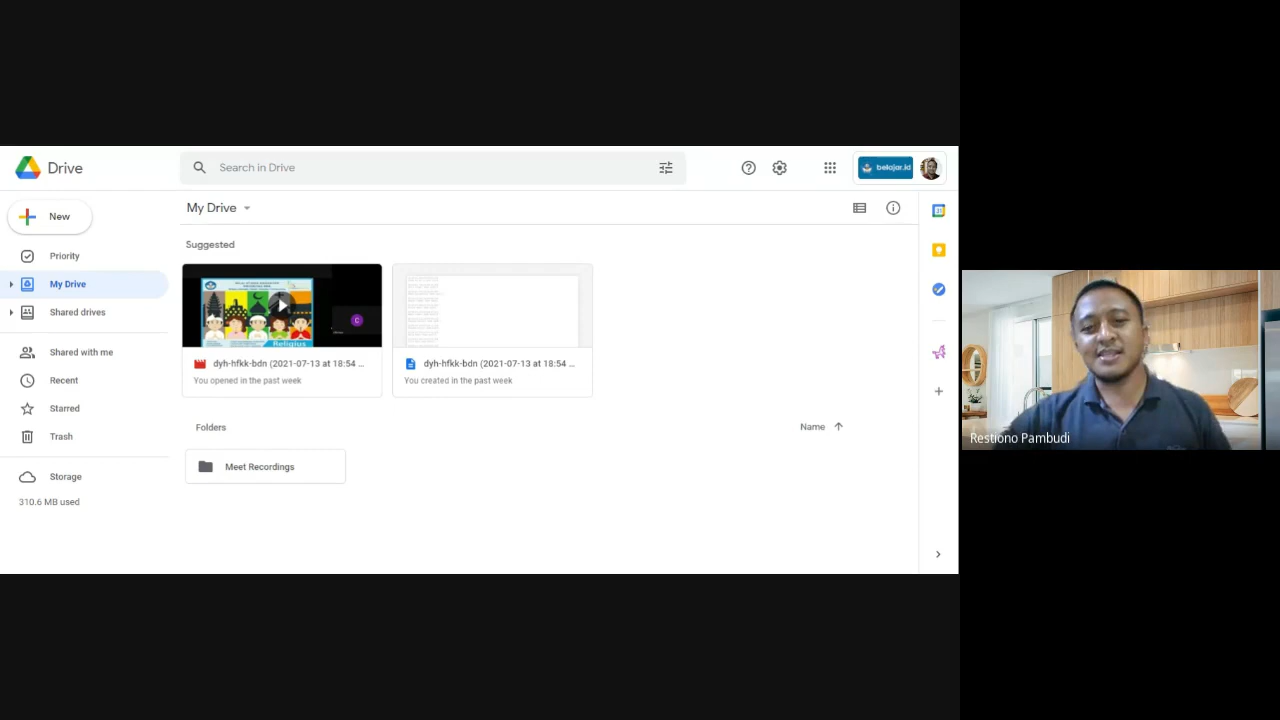 Drive
Search in Drive
belajar.id
New
My Drive
Priority
My Drive
Shared drives
Shared with me
Recent
Starred
Trash
Storage
310.6 MB used
Suggested
Religius
C
dyh-hfkk-bdn (2021-07-13 at 18:54 ...
You opened in the past week
dyh-hfkk-bdn (2021-07-13 at 18:54 ...
You created in the past week
Folders
Name
Meet Recordings
Restiono Pambudi